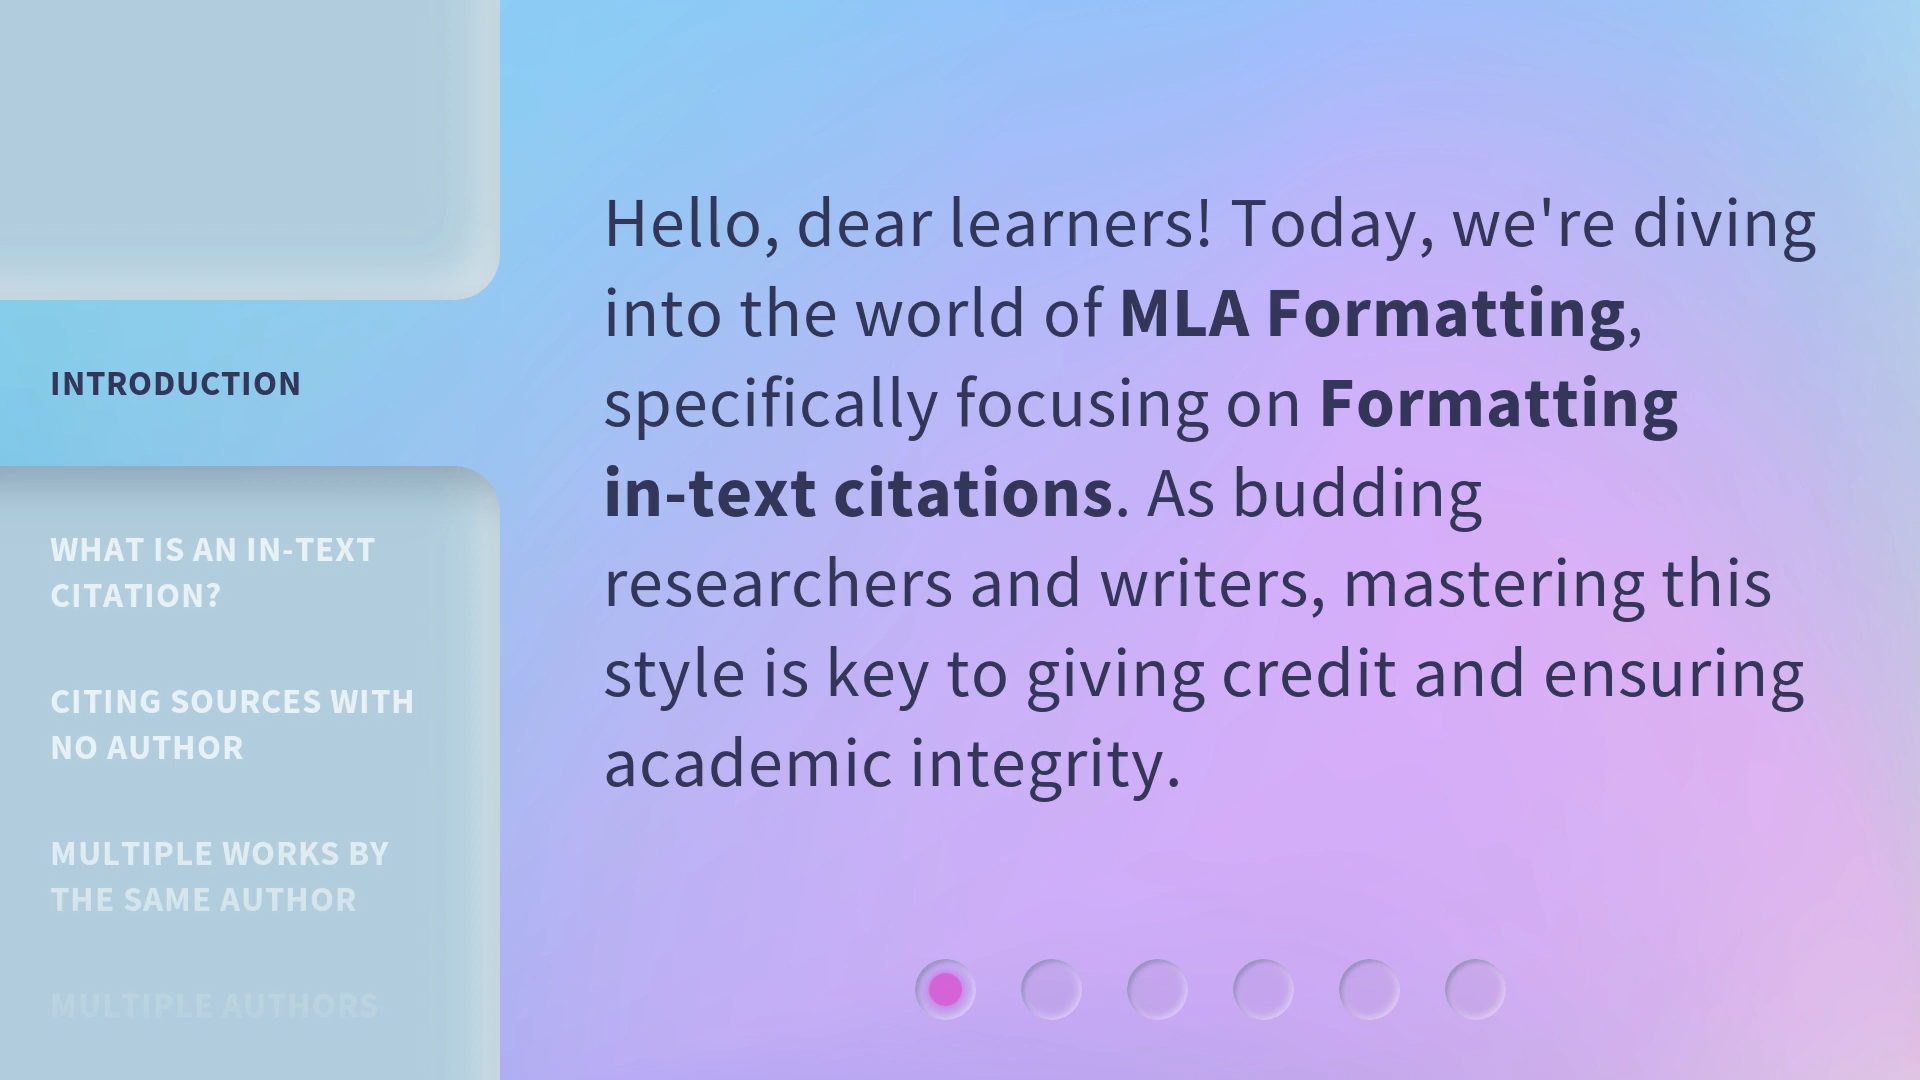 INTRODUCTION
WHAT IS AN IN-TEXT
CITATION?
CITING SOURCES WITH
NO AUTHOR
MULTIPLE WORKS BY
THE SAME AUTHOR
MULTIPLE AUTHORS
Hello, dear learners! Today, we're diving
into the world of MLA Formatting,
specifically focusing on Formatting
in-text citations. As budding
researchers and writers, mastering this
style is key to giving credit and ensuring
academic integrity.